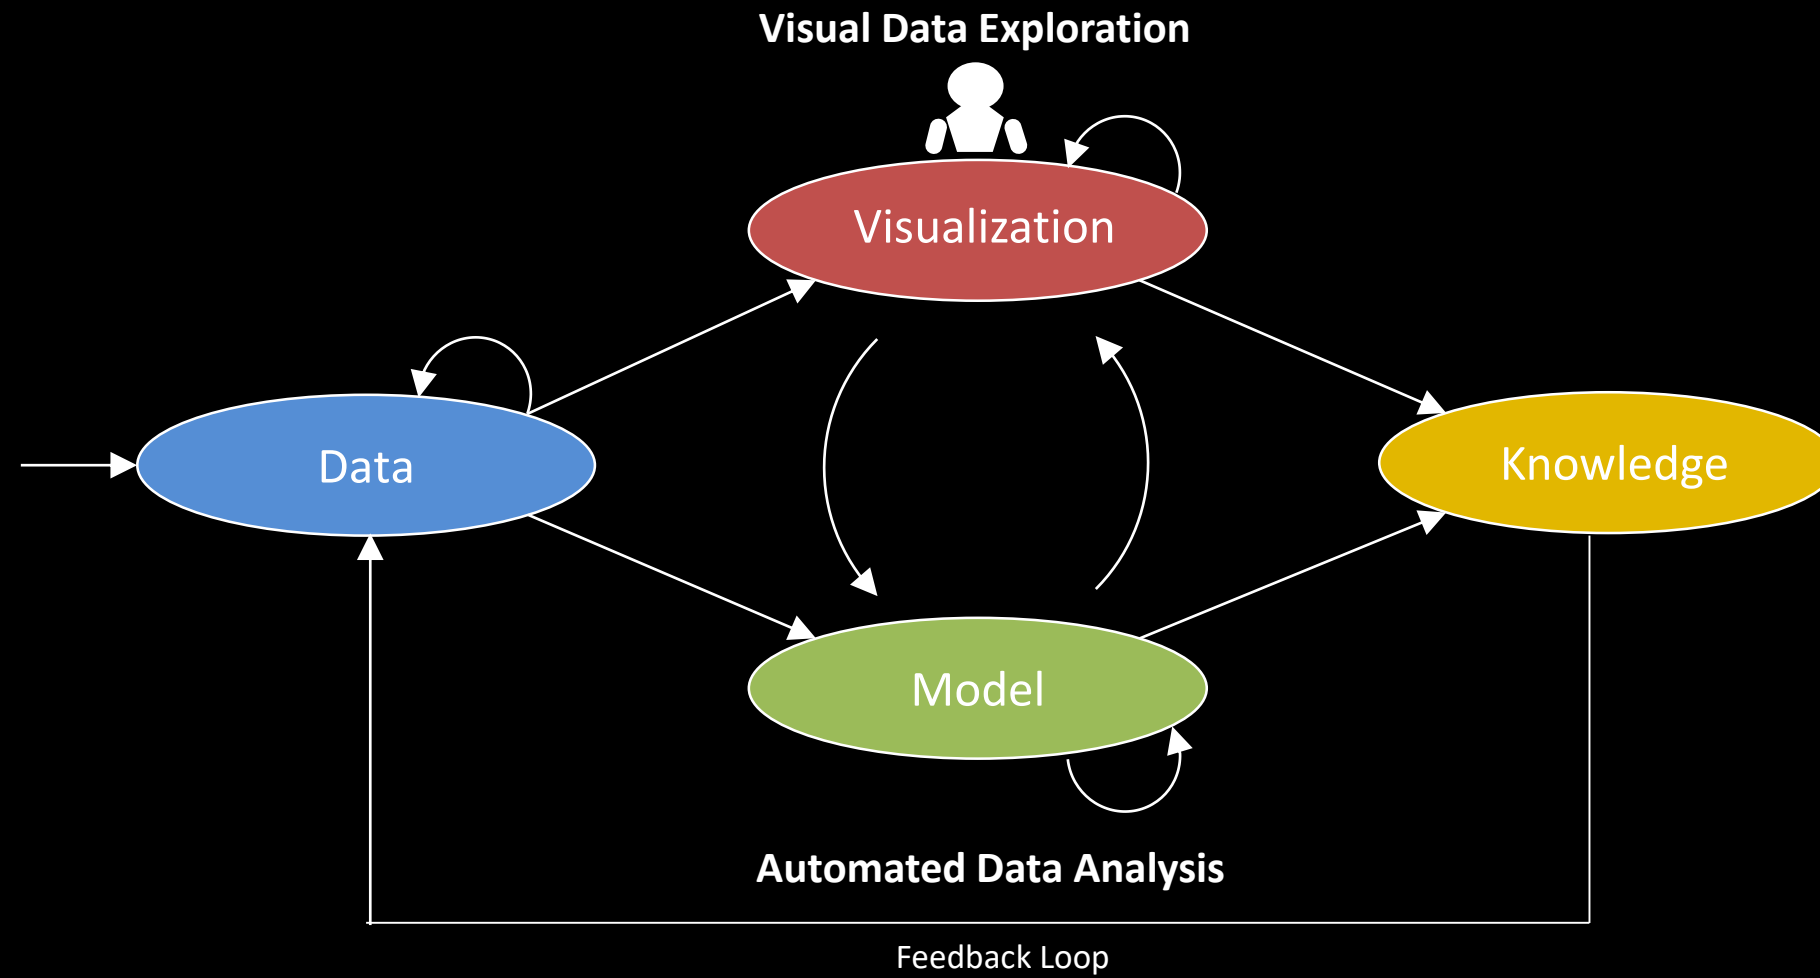 Visual Data Exploration
Visualization
Data
Knowledge
Model
Automated Data Analysis
Feedback Loop